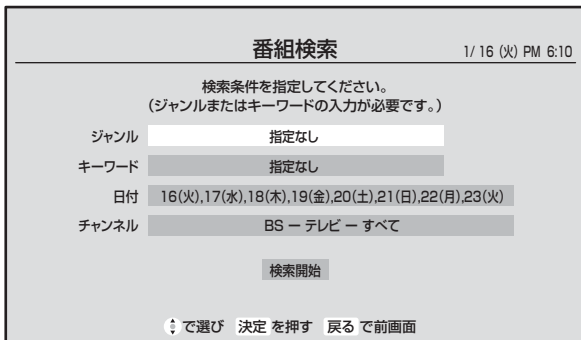 番組検索 1/ 16 (火) PM 6:10
検索条件を指定してください。
(ジャンルまたはキーワードの入力が必要です。)
ジャンル 指定なし
キーワード 指定なし
日付 16(火),17(水),18(木),19(金),20(土),21(日),22(月),23(火)
チャンネル BS ー テレビ ー すべて
検索開始
で選び 決定 を押す 戻る で前画面